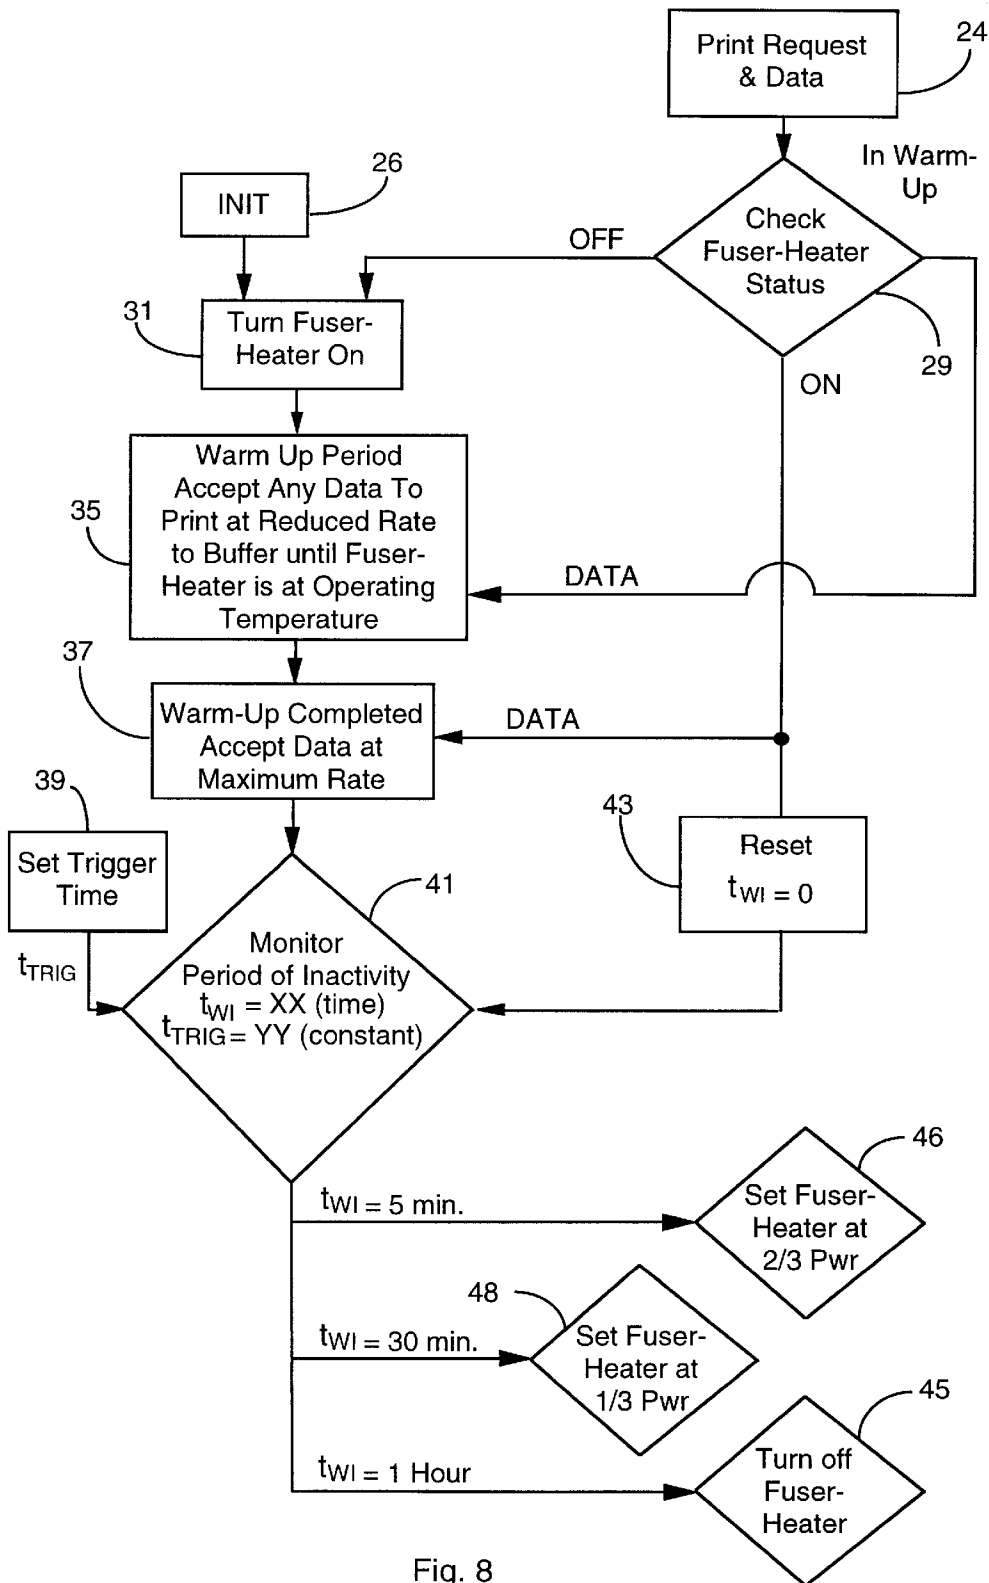 Print Request
& Data
24
In Warm-
Up
26
INIT
Check
Fuser-Heater
Status
OFF
29
ON
31
Turn Fuser-
Heater On
35
Warm Up Period
Accept Any Data To
Print at Reduced Rate
to Buffer until Fuser-
Heater is at Operating
Temperature
DATA
37
Warm-Up Completed
Accept Data at
Maximum Rate
DATA
39
Set Trigger
Time
tTRIG
43
Reset
tWI = 0
41
Monitor
Period of Inactivity
tWI = XX (time)
tTRIG = YY (constant)
tWI = 5 min.
46
Set Fuser-
Heater at
2/3 Pwr
tWI = 30 min.
48
Set Fuser-
Heater at
1/3 Pwr
tWI = 1 Hour
45
Turn off
Fuser-
Heater
Fig. 8